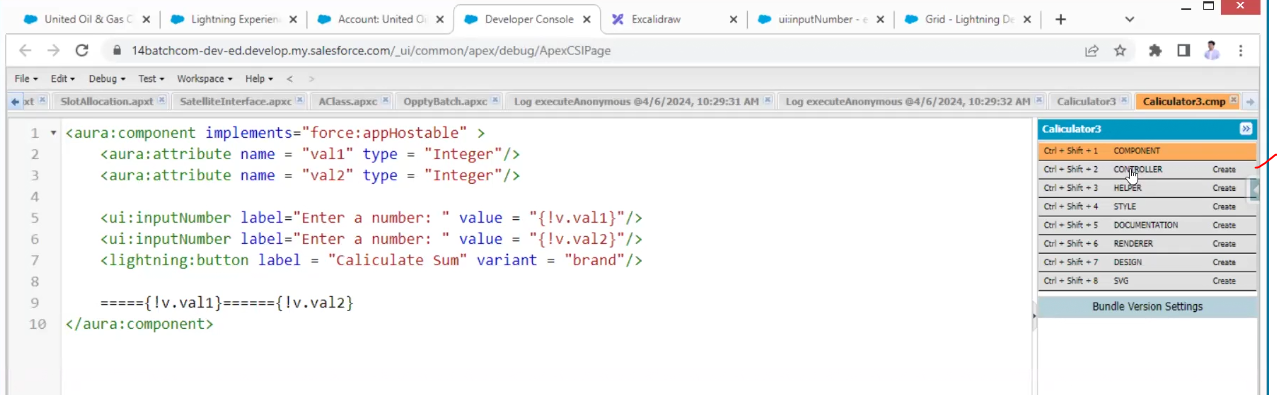 United Oil & Gas C
Lightning Experien
Account: United Oi
Developer Console
Excalidraw
ui:inputNumber - e
Grid - Lightning De
14batchcom-dev-ed.develop.my.salesforce.com/_ui/common/apex/debug/ApexCSIPage
File Edit Debug Test Workspace Help < >
xt SlotAllocation.apxt SatelliteInterface.apxc AClass.apxc OpptyBatch.apxc Log executeAnonymous @4/6/2024, 10:29:31 AM Log executeAnonymous @4/6/2024, 10:29:32 AM Caliculator3 Caliculator3.cmp
1 <aura:component implements="force:appHostable" >
2 <aura:attribute name = "val1" type = "Integer"/>
3 <aura:attribute name = "val2" type = "Integer"/>
4
5 <ui:inputNumber label="Enter a number: " value = "{!v.val1}"/>
6 <ui:inputNumber label="Enter a number: " value = "{!v.val2}"/>
7 <lightning:button label = "Caliculate Sum" variant = "brand"/>
8
9 ====={!v.val1}======{!v.val2}
10 </aura:component>
Caliculator3
Ctrl + Shift + 1 COMPONENT
Ctrl + Shift + 2 CONTROLLER Create
Ctrl + Shift + 3 HELPER Create
Ctrl + Shift + 4 STYLE Create
Ctrl + Shift + 5 DOCUMENTATION Create
Ctrl + Shift + 6 RENDERER Create
Ctrl + Shift + 7 DESIGN Create
Ctrl + Shift + 8 SVG Create
Bundle Version Settings